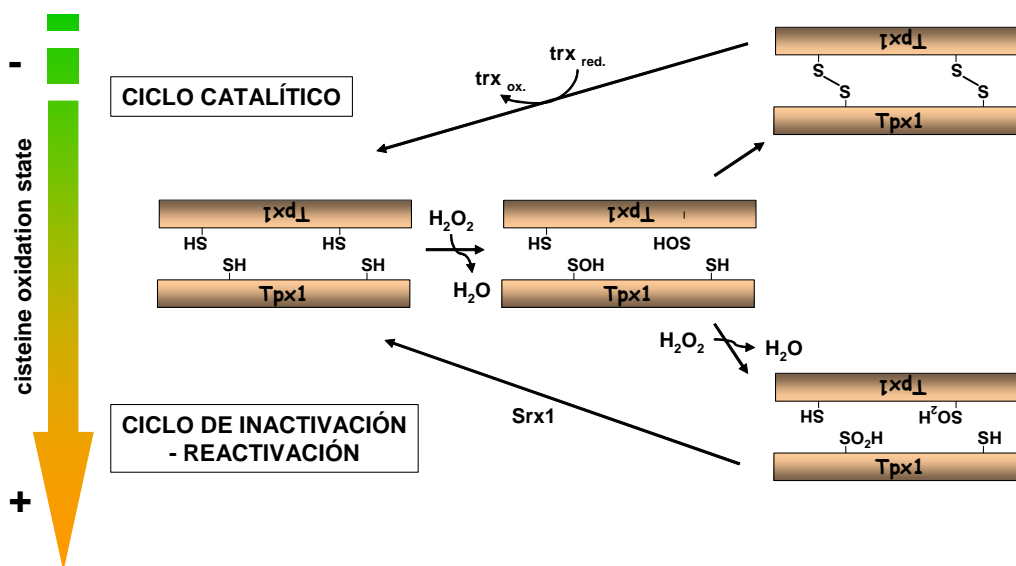 -
cisteine oxidation state
+
CICLO CATALÍTICO
trx ox.
trx red.
Tpx1
S
S
S
S
Tpx1
Tpx1
HS
HS
SH
SH
Tpx1
H₂O₂
H₂O
Tpx1
HS
HOS
SOH
SH
Tpx1
H₂O₂
H₂O
Tpx1
HS
SO₂H
SO₂H
SH
Tpx1
Srx1
CICLO DE INACTIVACIÓN
- REACTIVACIÓN